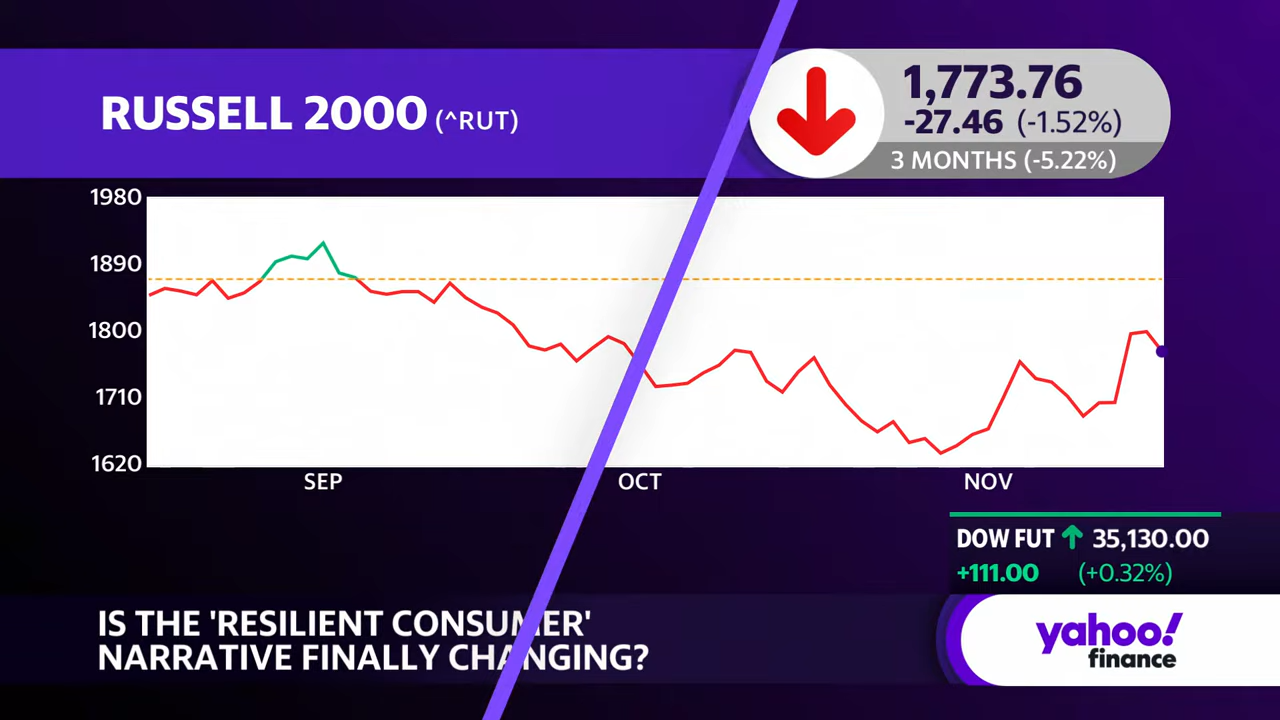 RUSSELL 2000 (^RUT)
1,773.76
-27.46 (-1.52%)
3 MONTHS (-5.22%)
1980
1890
1800
1710
1620
SEP OCT NOV
DOW FUT 35,130.00
+111.00 (+0.32%)
IS THE 'RESILIENT CONSUMER'
NARRATIVE FINALLY CHANGING?
yahoo!
finance